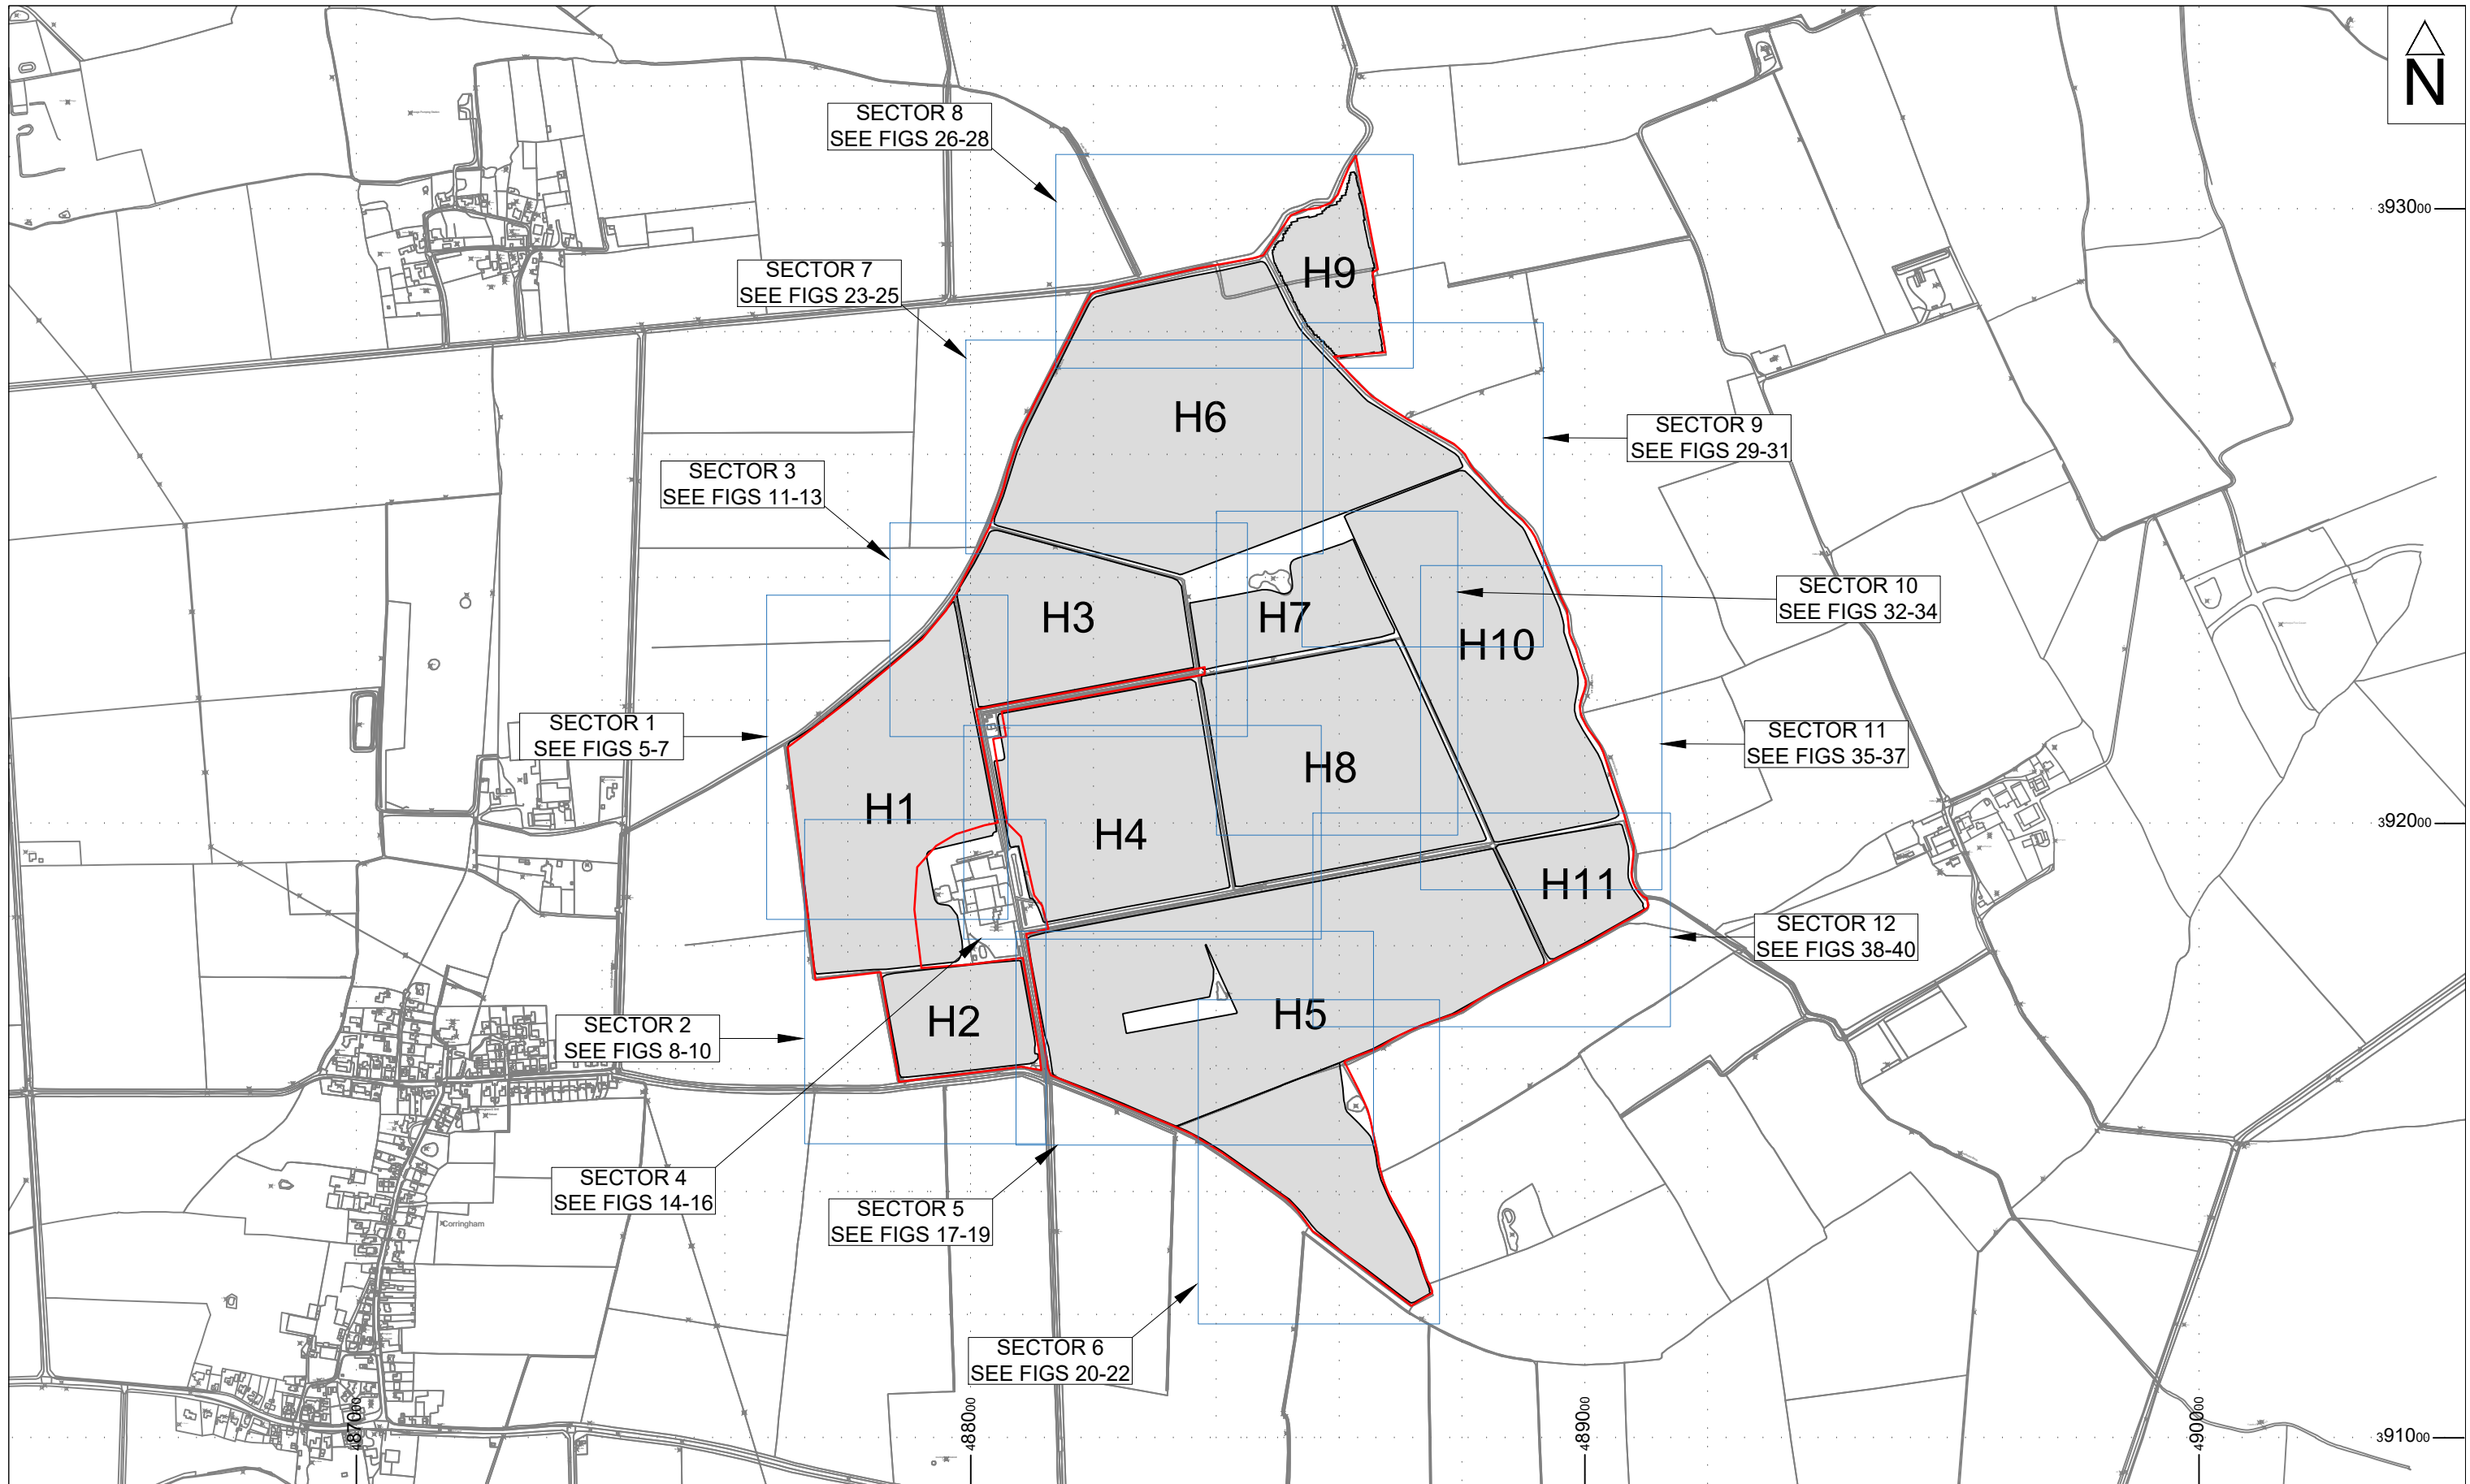 N
SECTOR 8
SEE FIGS 26-28
393000
SECTOR 7
SEE FIGS 23-25
H9
H6
SECTOR 9
SEE FIGS 29-31
SECTOR 3
SEE FIGS 11-13
SECTOR 10
SEE FIGS 32-34
H3
H7
H10
SECTOR 1
SEE FIGS 5-7
SECTOR 11
SEE FIGS 35-37
H8
H1
H4
392000
H11
SECTOR 12
SEE FIGS 38-40
H2
H5
SECTOR 2
SEE FIGS 8-10
SECTOR 4
SEE FIGS 14-16
SECTOR 5
SEE FIGS 17-19
Corringham
SECTOR 6
SEE FIGS 20-22
487000
488000
489000
490000
391000